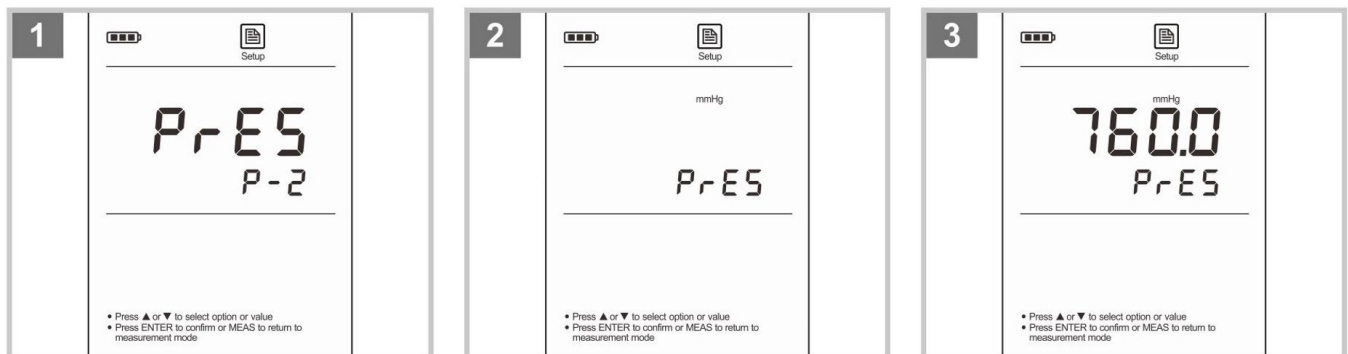 1
Setup
PrES
P-2
• Press ▲ or ▼ to select option or value
• Press ENTER to confirm or MEAS to return to
measurement mode
2
Setup
mmHg
PrES
• Press ▲ or ▼ to select option or value
• Press ENTER to confirm or MEAS to return to
measurement mode
3
Setup
mmHg
760.0
PrES
• Press ▲ or ▼ to select option or value
• Press ENTER to confirm or MEAS to return to
measurement mode